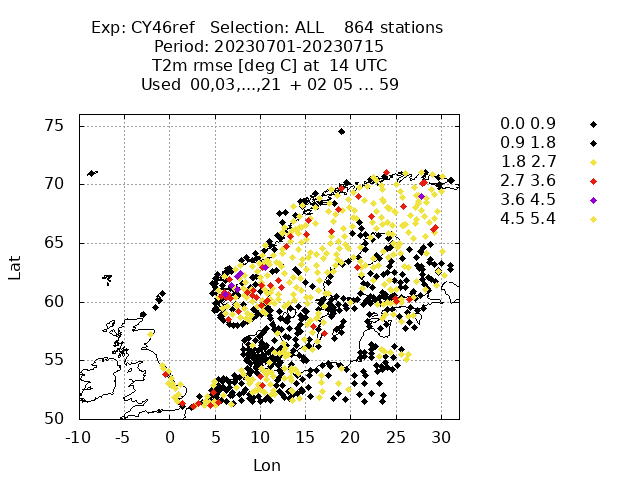 Exp: CY46ref   Selection: ALL    864 stations
Period: 20230701-20230715
T2m rmse [deg C] at  14 UTC
Used  00,03,...,21  + 02 05 ... 59
0.0 0.9
0.9 1.8
1.8 2.7
2.7 3.6
3.6 4.5
4.5 5.4
75
70
65
60
55
50
Lat
-10 -5 0 5 10 15 20 25 30
Lon